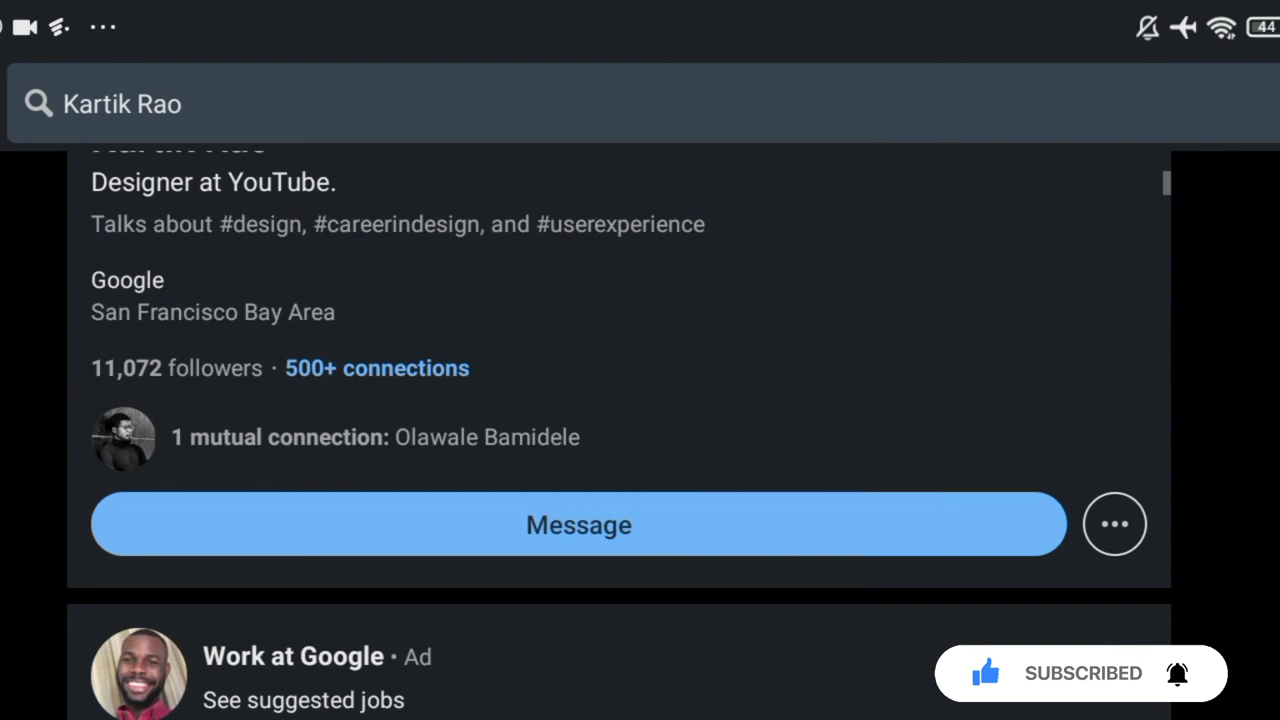 44
Kartik Rao
Designer at YouTube.
Talks about #design, #careerindesign, and #userexperience
Google
San Francisco Bay Area
11,072 followers · 500+ connections
1 mutual connection: Olawale Bamidele
Message
Work at Google · Ad
See suggested jobs
SUBSCRIBED